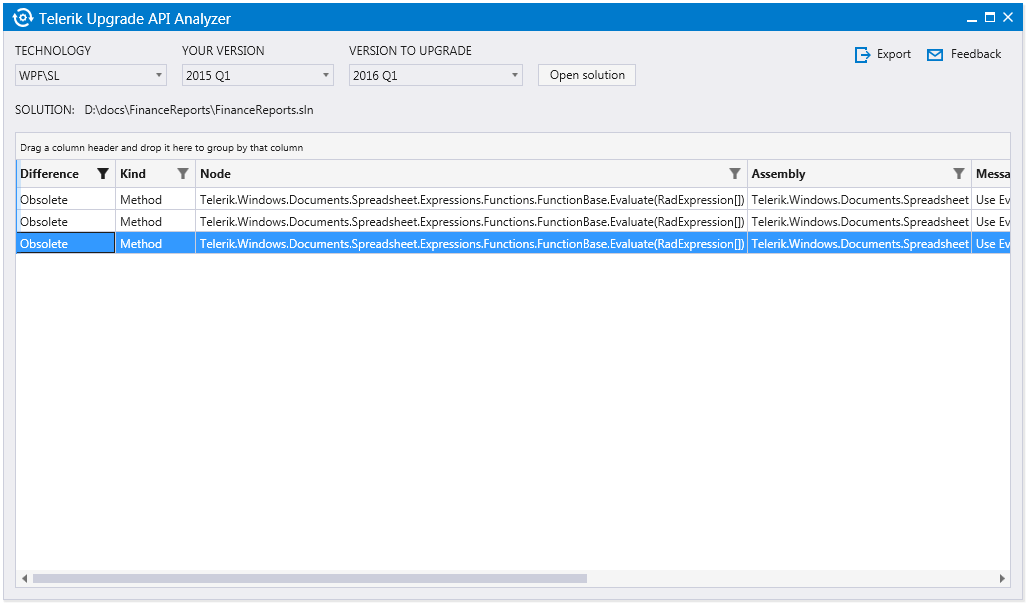 Telerik Upgrade API Analyzer
TECHNOLOGY YOUR VERSION VERSION TO UPGRADE
WPF\SL 2015 Q1 2016 Q1 Open solution Export Feedback
SOLUTION: D:\docs\FinanceReports\FinanceReports.sln
Drag a column header and drop it here to group by that column
Difference Kind Node Assembly Messa
Obsolete Method Telerik.Windows.Documents.Spreadsheet.Expressions.Functions.FunctionBase.Evaluate(RadExpression[]) Telerik.Windows.Documents.Spreadsheet Use Ev
Obsolete Method Telerik.Windows.Documents.Spreadsheet.Expressions.Functions.FunctionBase.Evaluate(RadExpression[]) Telerik.Windows.Documents.Spreadsheet Use Ev
Obsolete Method Telerik.Windows.Documents.Spreadsheet.Expressions.Functions.FunctionBase.Evaluate(RadExpression[]) Telerik.Windows.Documents.Spreadsheet Use Ev